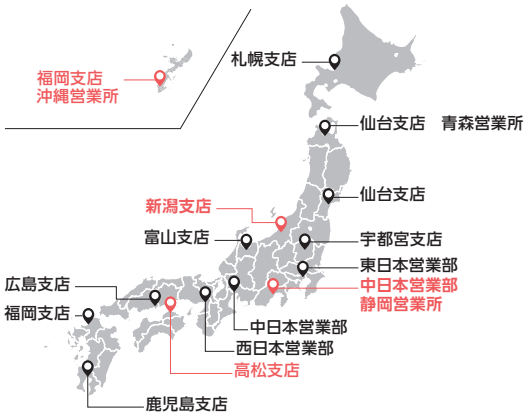 札幌支店
福岡支店
沖縄営業所
仙台支店　青森営業所
仙台支店
新潟支店
富山支店
宇都宮支店
東日本営業部
中日本営業部
静岡営業所
広島支店
福岡支店
中日本営業部
西日本営業部
高松支店
鹿児島支店